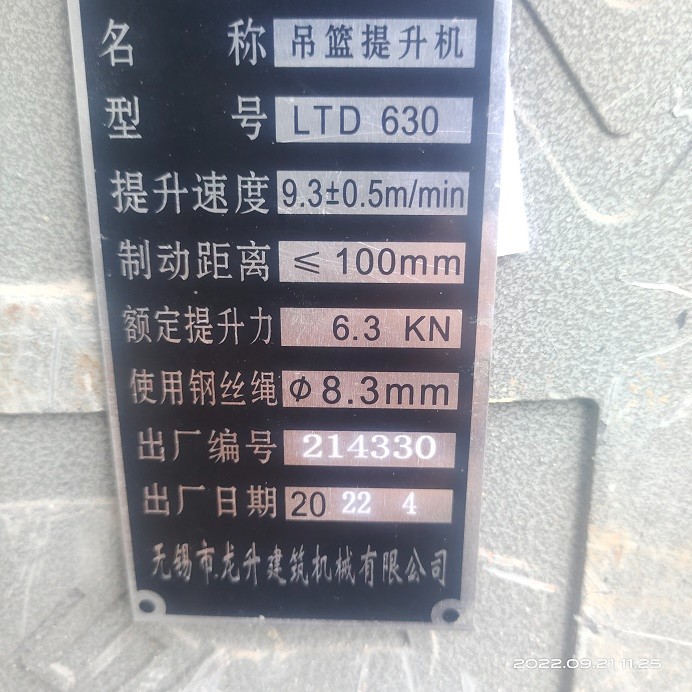 名 称 吊篮提升机
型 号 LTD 630
提升速度 9.3±0.5m/min
制动距离 ≤ 100mm
额定提升力 6.3 KN
使用钢丝绳 φ8.3mm
出厂编号 214330
出厂日期 20 22 4
无锡市龙升建筑机械有限公司
2022.09.21 11:25